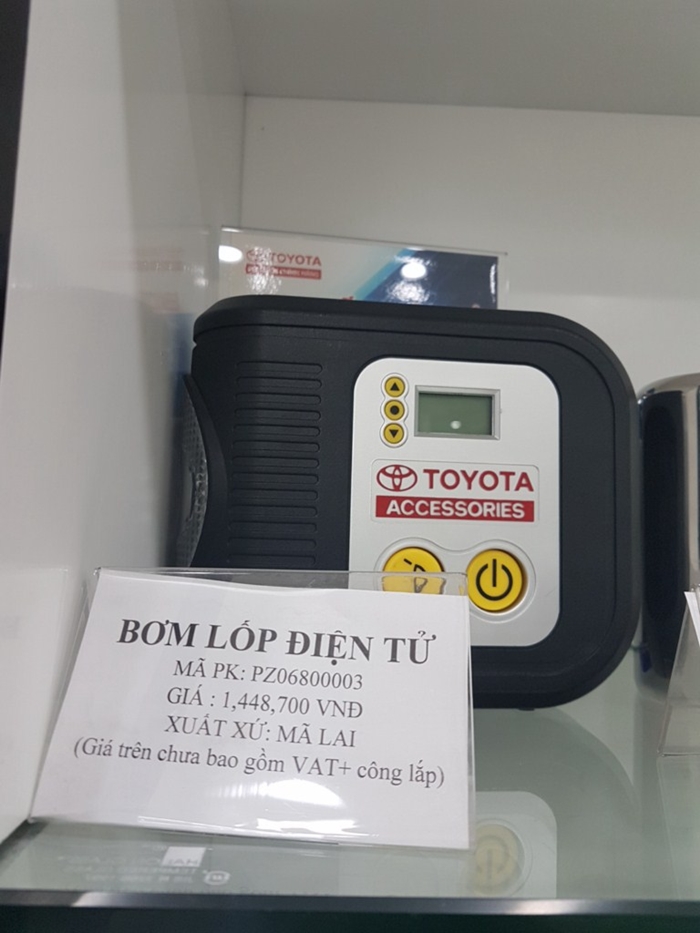 TOYOTA
TOYOTA
ACCESSORIES
BƠM LỐP ĐIỆN TỬ
MÃ PK: PZ06800003
GIÁ : 1,448,700 VNĐ
XUẤT XỨ: MÃ LAI
(Giá trên chưa bao gồm VAT+ công lắp)